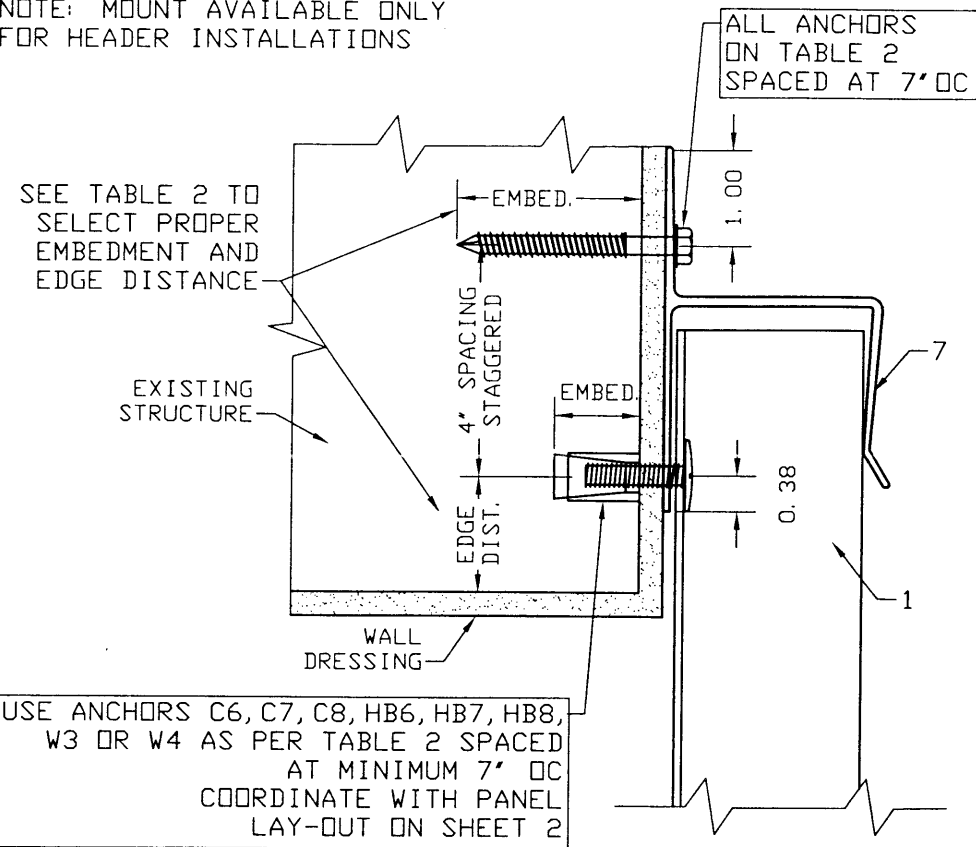 NOTE: MOUNT AVAILABLE ONLY
FOR HEADER INSTALLATIONS
ALL ANCHORS
ON TABLE 2
SPACED AT 7" OC
SEE TABLE 2 TO
SELECT PROPER
EMBEDMENT AND
EDGE DISTANCE
EMBED.
1.00
4" SPACING
STAGGERED
7
EXISTING
STRUCTURE
EMBED.
0.38
EDGE
DIST.
1
WALL
DRESSING
USE ANCHORS C6, C7, C8, HB6, HB7, HB8,
W3 OR W4 AS PER TABLE 2 SPACED
AT MINIMUM 7" OC
COORDINATE WITH PANEL
LAY-OUT ON SHEET 2